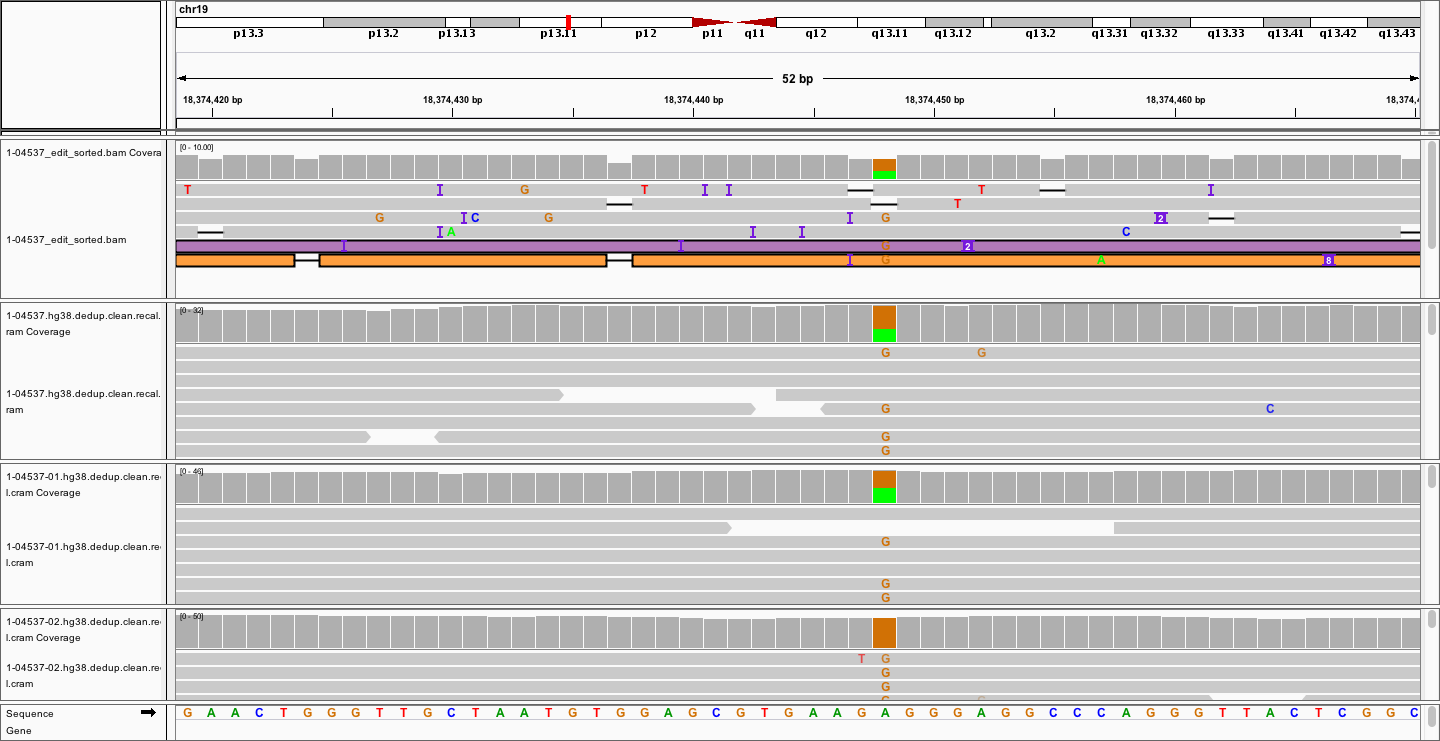 chr19
p13.3 p13.2 p13.13 p13.11 p12 p11 q11 q12 q13.11 q13.12 q13.2 q13.31 q13.32 q13.33 q13.41 q13.42 q13.43
52 bp
18,374,420 bp 18,374,430 bp 18,374,440 bp 18,374,450 bp 18,374,460 bp 18,374,4
1-04537_edit_sorted.bam Covera
[0 - 10.00]
T I G T I I T I
T
G I C I G 2
1-04537_edit_sorted.bam
I A I I C
I I G 2
I G A 8
1-04537.hg38.dedup.clean.recal.
ram Coverage
[0 - 32]
G G
1-04537.hg38.dedup.clean.recal.
ram
G C
G
G
1-04537-01.hg38.dedup.clean.re
l.cram Coverage
[0 - 46]
1-04537-01.hg38.dedup.clean.re
l.cram
G
G
G
1-04537-02.hg38.dedup.clean.re
l.cram Coverage
[0 - 50]
1-04537-02.hg38.dedup.clean.re
l.cram
T G
G
G
Sequence
G A A C T G G G T T G C T A A T G T G G A G C G T G A A G A G G G A G G C C C A G G G T T A C T C G G C
Gene